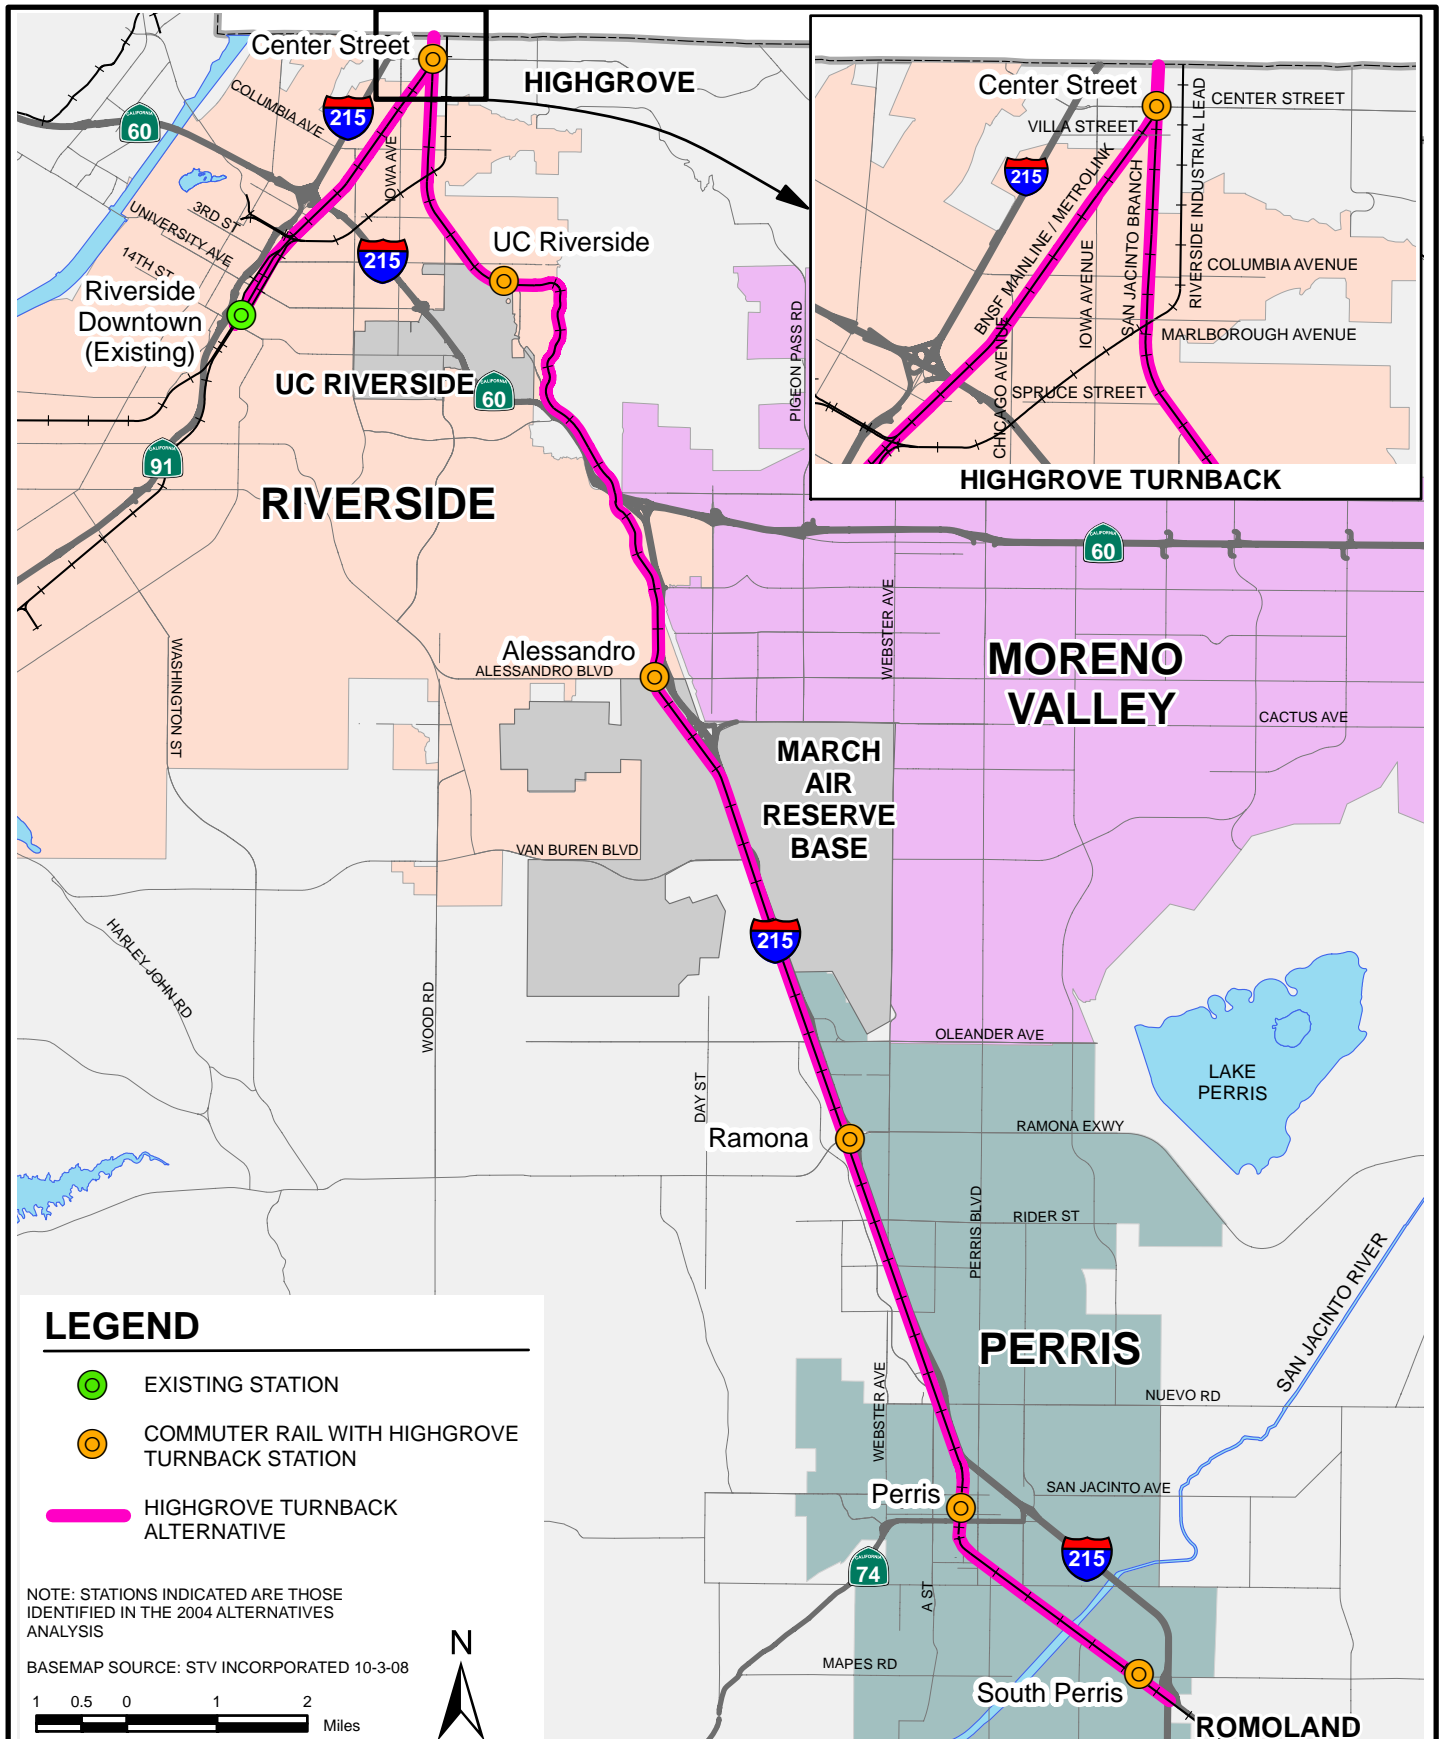 Center Street
HIGHGROVE
COLUMBIA AVE
CALIFORNIA
60
215
IOWA AVE
3RD ST
UNIVERSITY AVE
14TH ST
215
UC Riverside
Riverside
Downtown
(Existing)
UC RIVERSIDE
CALIFORNIA
60
CALIFORNIA
91
RIVERSIDE
PIGEON PASS RD
Center Street
CENTER STREET
VILLA STREET
RIVERSIDE INDUSTRIAL LEAD
215
BNSF MAINLINE / METROLINK
SAN JACINTO BRANCH
IOWA AVENUE
COLUMBIA AVENUE
MARLBOROUGH AVENUE
CHICAGO AVENUE
SPRUCE STREET
HIGHGROVE TURNBACK
CALIFORNIA
60
WEBSTER AVE
WASHINGTON ST
Alessandro
ALESSANDRO BLVD
MORENO
VALLEY
CACTUS AVE
MARCH
AIR
RESERVE
BASE
VAN BUREN BLVD
HARLEY JOHN RD
WOOD RD
215
OLEANDER AVE
LAKE
PERRIS
DAY ST
Ramona
RAMONA EXWY
PERRIS BLVD
RIDER ST
SAN JACINTO RIVER
PERRIS
WEBSTER AVE
NUEVO RD
Perris
SAN JACINTO AVE
CALIFORNIA
74
215
A ST
MAPES RD
South Perris
ROMOLAND
LEGEND
EXISTING STATION
COMMUTER RAIL WITH HIGHGROVE
TURNBACK STATION
HIGHGROVE TURNBACK
ALTERNATIVE
NOTE: STATIONS INDICATED ARE THOSE
IDENTIFIED IN THE 2004 ALTERNATIVES
ANALYSIS
BASEMAP SOURCE: STV INCORPORATED 10-3-08
N
1 0.5 0 1 2
Miles